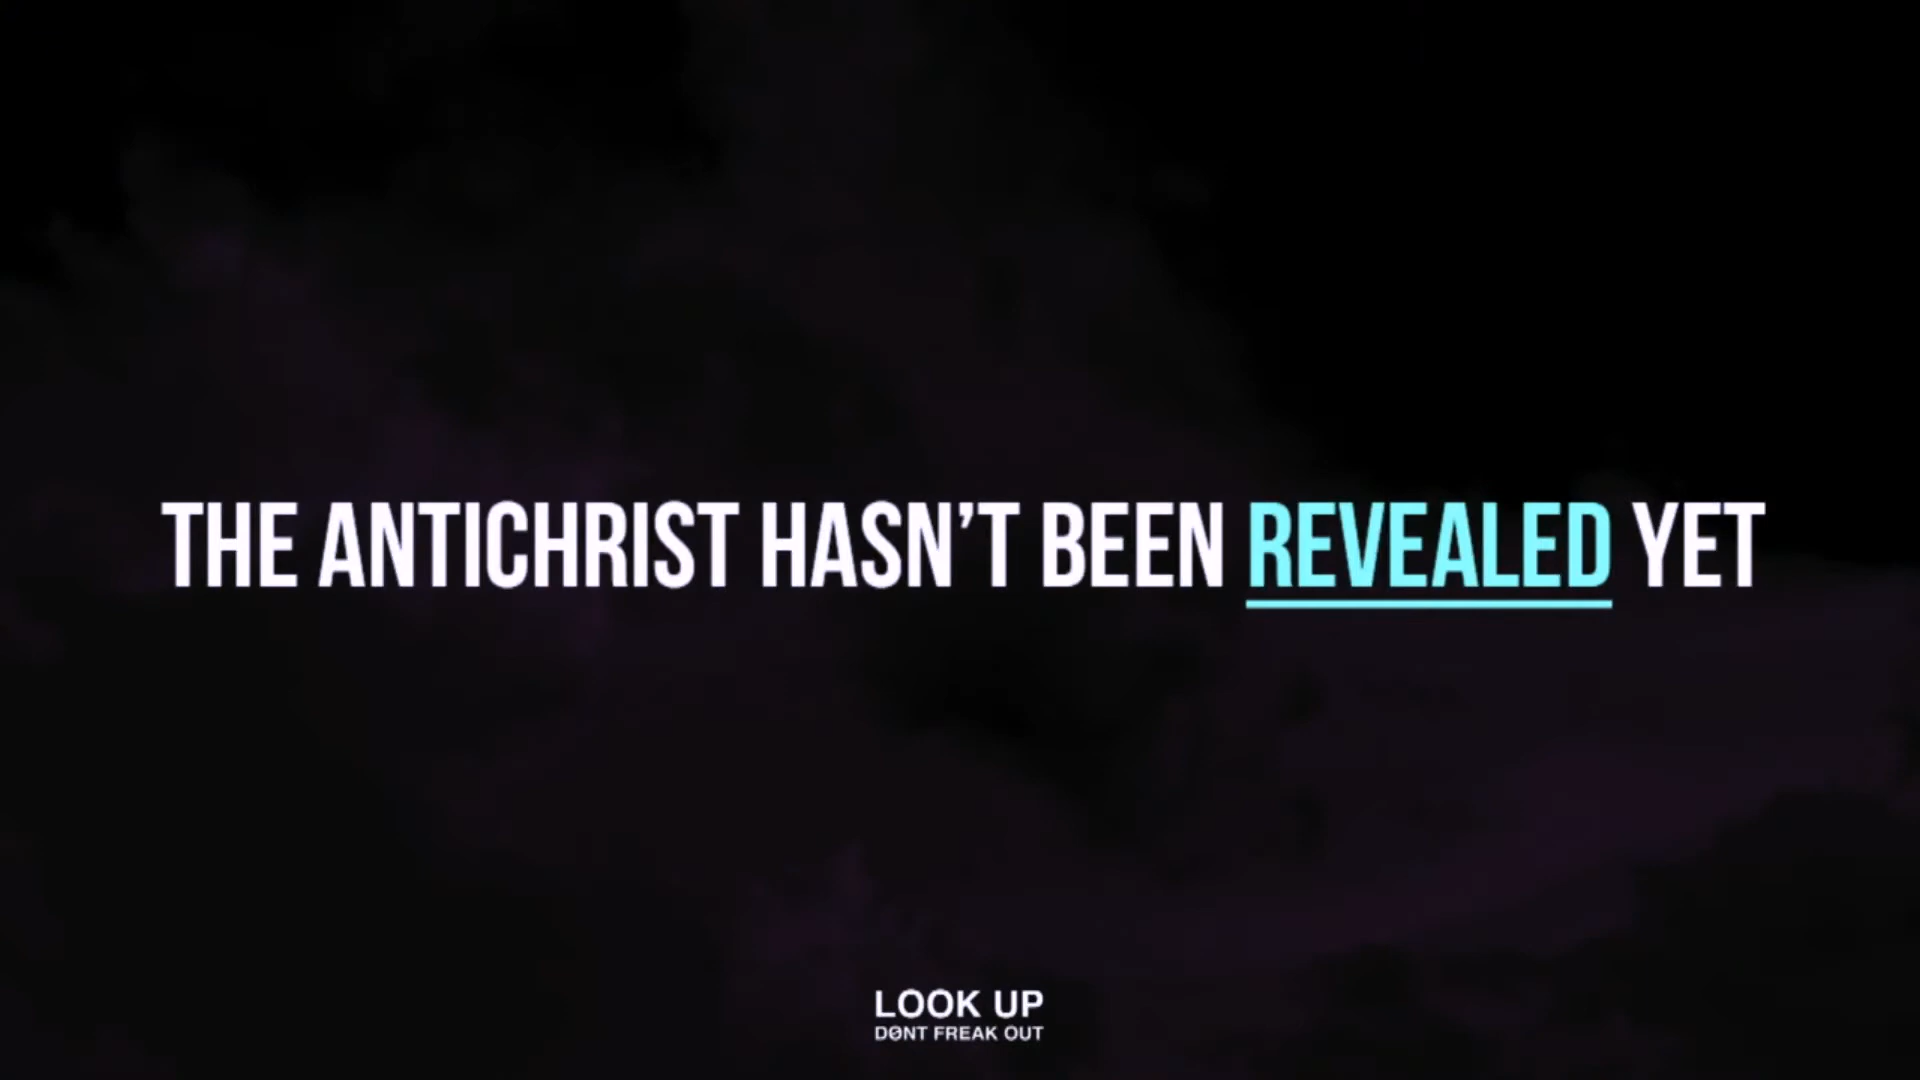 THE ANTICHRIST HASN’T BEEN REVEALED YET
LOOK UP
DØNT FREAK OUT